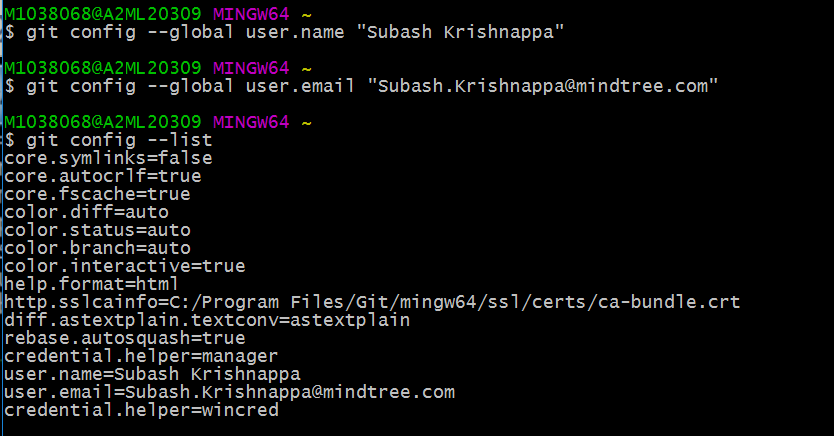 M1038068@A2ML20309 MINGW64 ~
$ git config --global user.name "Subash Krishnappa"
M1038068@A2ML20309 MINGW64 ~
$ git config --global user.email "Subash.Krishnappa@mindtree.com"
M1038068@A2ML20309 MINGW64 ~
$ git config --list
core.symlinks=false
core.autocrlf=true
core.fscache=true
color.diff=auto
color.status=auto
color.branch=auto
color.interactive=true
help.format=html
http.sslcainfo=C:/Program Files/Git/mingw64/ssl/certs/ca-bundle.crt
diff.astextplain.textconv=astextplain
rebase.autosquash=true
credential.helper=manager
user.name=Subash Krishnappa
user.email=Subash.Krishnappa@mindtree.com
credential.helper=wincred